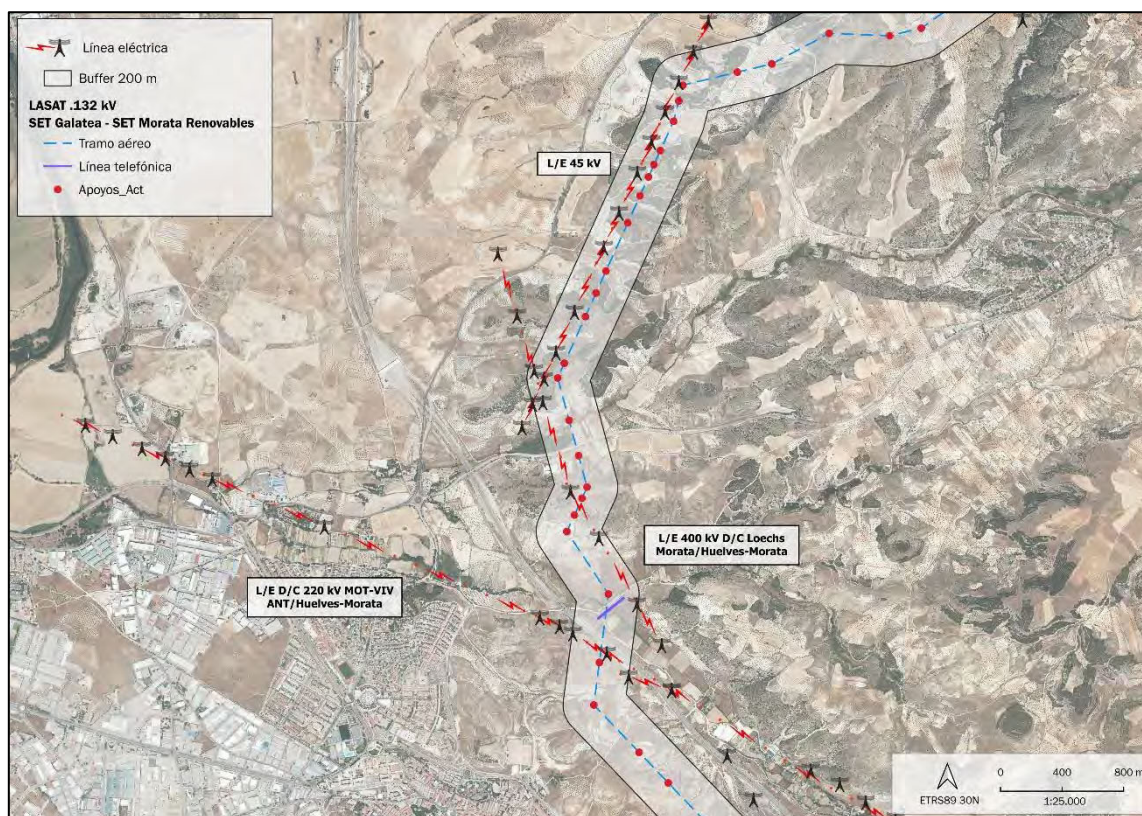 Línea eléctrica
Buffer 200 m
LASAT .132 kV
SET Galatea - SET Morata Renovables
Tramo aéreo
Línea telefónica
Apoyos_Act
L/E 45 kV
L/E 400 kV D/C Loechs
Morata/Huelves-Morata
L/E D/C 220 kV MOT-VIV
ANT/Huelves-Morata
ETRS89 30N
0 400 800 m
1:25.000